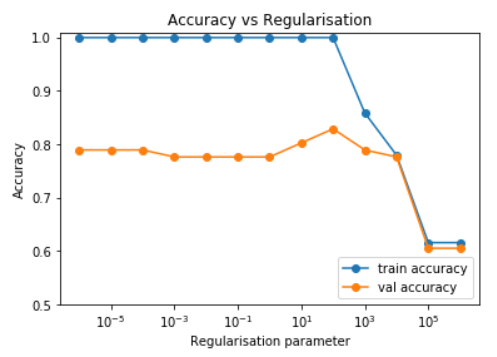 Accuracy vs Regularisation
Accuracy
1.0
0.9
0.8
0.7
0.6
0.5
10⁻⁵
10⁻³
10⁻¹
10¹
10³
10⁵
Regularisation parameter
train accuracy
val accuracy